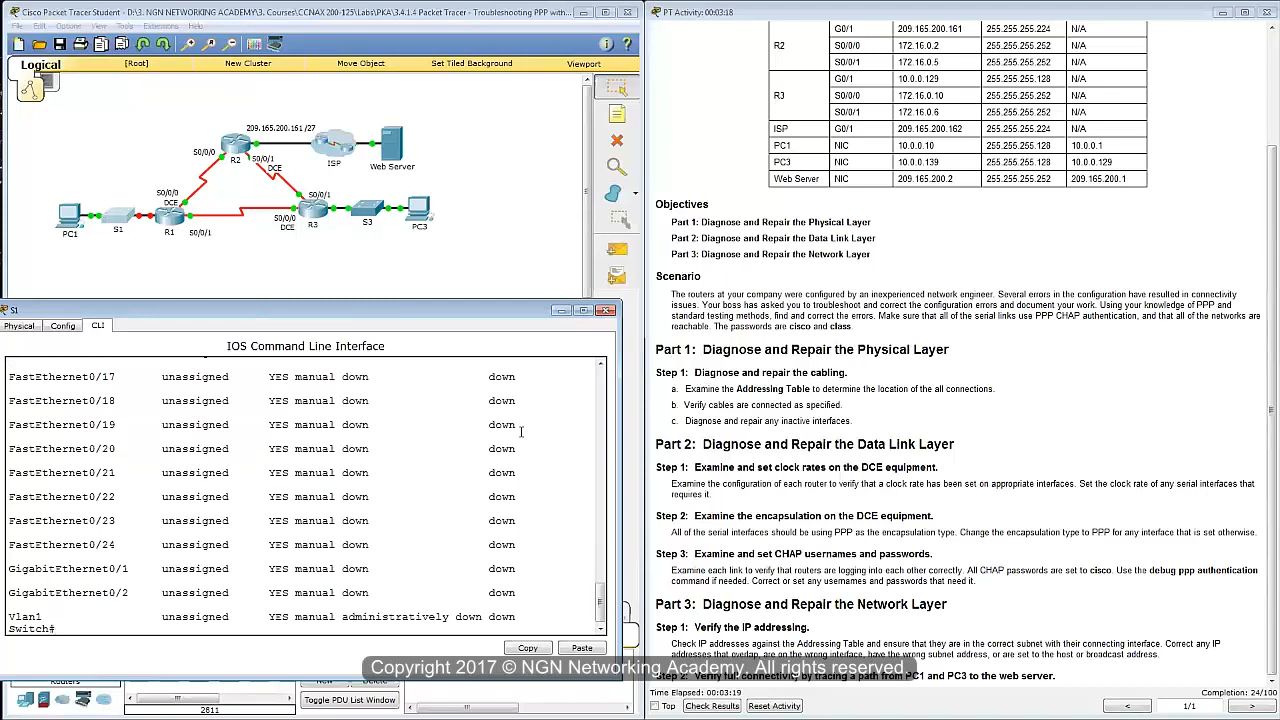 Cisco Packet Tracer Student - D:\3. NGN NETWORKING ACADEMY\3. Courses\CCNAX 200-125\Labs\PKA\3.4.1.4 Packet Tracer - Troubleshooting PPP with...
File Edit Options View Tools Extensions Help
Logical
[Root]
New Cluster
Move Object
Set Tiled Background
Viewport
209.165.200.161 /27
S0/0/0
R2
S0/0/1
DCE
ISP
Web Server
S0/0/0
DCE
S0/0/1
PC1
S1
R1
S0/0/1
S0/0/0
DCE
R3
S3
PC3
S1
Physical
Config
CLI
IOS Command Line Interface
FastEthernet0/17 unassigned YES manual down down
FastEthernet0/18 unassigned YES manual down down
FastEthernet0/19 unassigned YES manual down down
FastEthernet0/20 unassigned YES manual down down
FastEthernet0/21 unassigned YES manual down down
FastEthernet0/22 unassigned YES manual down down
FastEthernet0/23 unassigned YES manual down down
FastEthernet0/24 unassigned YES manual down down
GigabitEthernet0/1 unassigned YES manual down down
GigabitEthernet0/2 unassigned YES manual down down
Vlan1 unassigned YES manual administratively down down
Switch#
Copy
Paste
Toggle PDU List Window
2811
PT Activity: 00:03:18
R2 G0/1 209.165.200.161 255.255.255.224 N/A
S0/0/0 172.16.0.2 255.255.255.252 N/A
S0/0/1 172.16.0.5 255.255.255.252 N/A
R3 G0/1 10.0.0.129 255.255.255.128 N/A
S0/0/0 172.16.0.10 255.255.255.252 N/A
S0/0/1 172.16.0.6 255.255.255.252 N/A
ISP G0/1 209.165.200.162 255.255.255.224 N/A
PC1 NIC 10.0.0.10 255.255.255.128 10.0.0.1
PC3 NIC 10.0.0.139 255.255.255.128 10.0.0.129
Web Server NIC 209.165.200.2 255.255.255.252 209.165.200.1
Objectives
Part 1: Diagnose and Repair the Physical Layer
Part 2: Diagnose and Repair the Data Link Layer
Part 3: Diagnose and Repair the Network Layer
Scenario
The routers at your company were configured by an inexperienced network engineer. Several errors in the configuration have resulted in connectivity
issues. Your boss has asked you to troubleshoot and correct the configuration errors and document your work. Using your knowledge of PPP and
standard testing methods, find and correct the errors. Make sure that all of the serial links use PPP CHAP authentication, and that all of the networks are
reachable. The passwords are cisco and class.
Part 1: Diagnose and Repair the Physical Layer
Step 1: Diagnose and repair the cabling.
a. Examine the Addressing Table to determine the location of the all connections.
b. Verify cables are connected as specified.
c. Diagnose and repair any inactive interfaces.
Part 2: Diagnose and Repair the Data Link Layer
Step 1: Examine and set clock rates on the DCE equipment.
Examine the configuration of each router to verify that a clock rate has been set on appropriate interfaces. Set the clock rate of any serial interfaces that
requires it.
Step 2: Examine the encapsulation on the DCE equipment.
All of the serial interfaces should be using PPP as the encapsulation type. Change the encapsulation type to PPP for any interface that is set otherwise.
Step 3: Examine and set CHAP usernames and passwords.
Examine each link to verify that routers are logging into each other correctly. All CHAP passwords are set to cisco. Use the debug ppp authentication
command if needed. Correct or set any usernames and passwords that need it.
Part 3: Diagnose and Repair the Network Layer
Step 1: Verify the IP addressing.
Check IP addresses against the Addressing Table and ensure that they are in the correct subnet with their connecting interface. Correct any IP
addresses that overlap, are on the wrong interface, have the wrong subnet address, or are set to the host or broadcast address.
Step 2: Verify full connectivity by tracing a path from PC1 and PC3 to the web server.
Time Elapsed: 00:03:19
Completion: 24/100
Top
Check Results
Reset Activity
<
1/1
>
Copyright 2017 © NGN Networking Academy. All rights reserved.